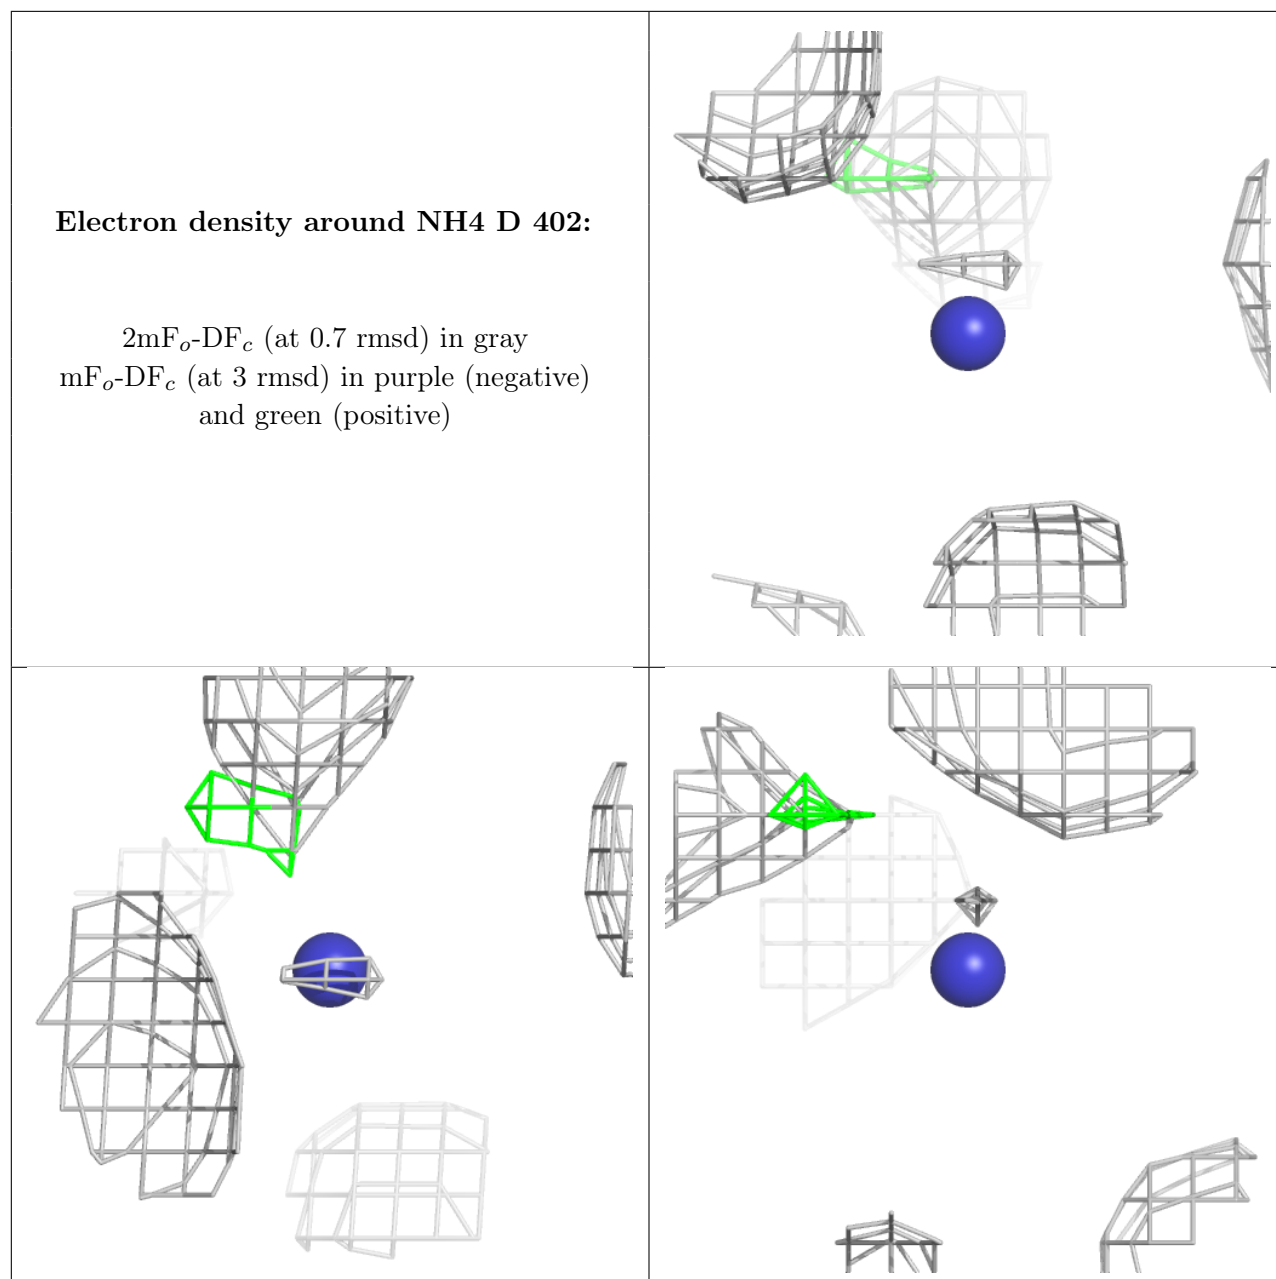 Electron density around NH4 D 402:
2mFo-DFc (at 0.7 rmsd) in gray
mFo-DFc (at 3 rmsd) in purple (negative)
and green (positive)